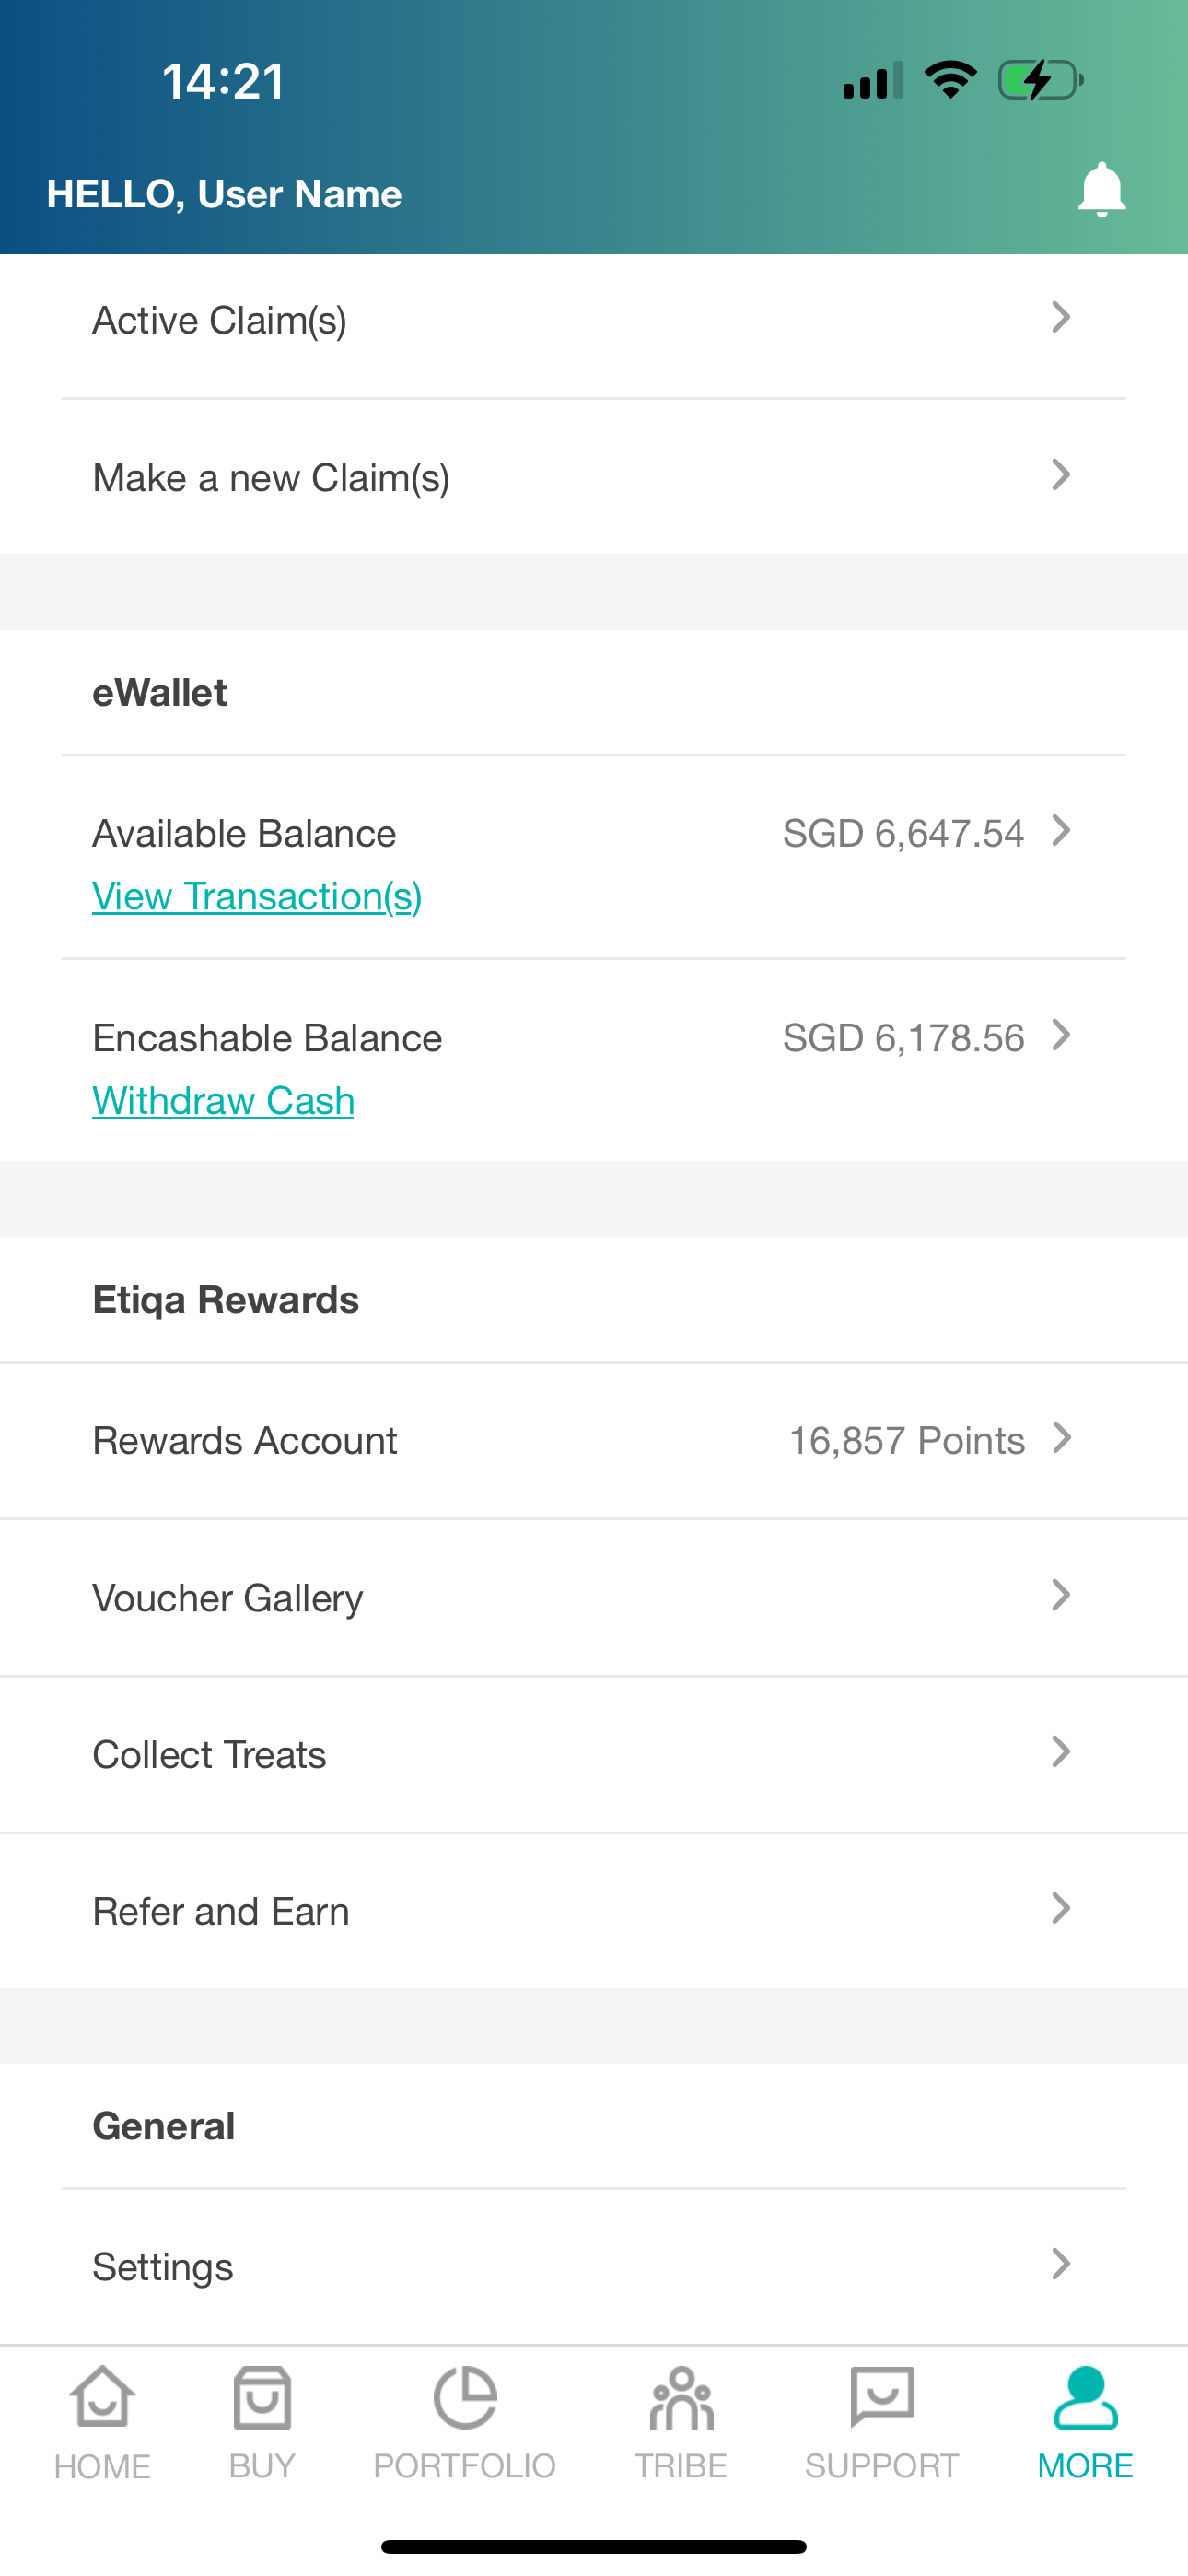 14:21
HELLO, User Name
Active Claim(s)
Make a new Claim(s)
eWallet
Available Balance SGD 6,647.54
View Transaction(s)
Encashable Balance SGD 6,178.56
Withdraw Cash
Etiqa Rewards
Rewards Account 16,857 Points
Voucher Gallery
Collect Treats
Refer and Earn
General
Settings
HOME BUY PORTFOLIO TRIBE SUPPORT MORE